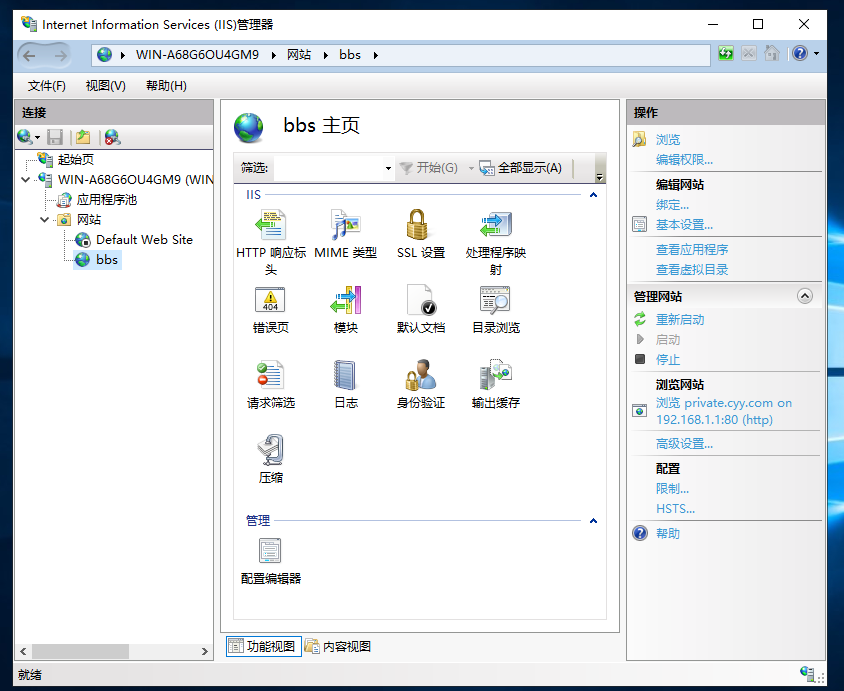 Internet Information Services (IIS)管理器
WIN-A68G6OU4GM9 网站 bbs
文件(F) 视图(V) 帮助(H)
连接
起始页
WIN-A68G6OU4GM9 (WIN
应用程序池
网站
Default Web Site
bbs
bbs 主页
筛选: 开始(G) 全部显示(A)
IIS
HTTP 响应标
头
MIME 类型
SSL 设置
处理程序映
射
404
错误页
模块
默认文档
目录浏览
请求筛选
日志
身份验证
输出缓存
压缩
管理
配置编辑器
功能视图 内容视图
操作
浏览
编辑权限...
编辑网站
绑定...
基本设置...
查看应用程序
查看虚拟目录
管理网站
重新启动
启动
停止
浏览网站
浏览 private.cyy.com on
192.168.1.1:80 (http)
高级设置...
配置
限制...
HSTS...
帮助
就绪